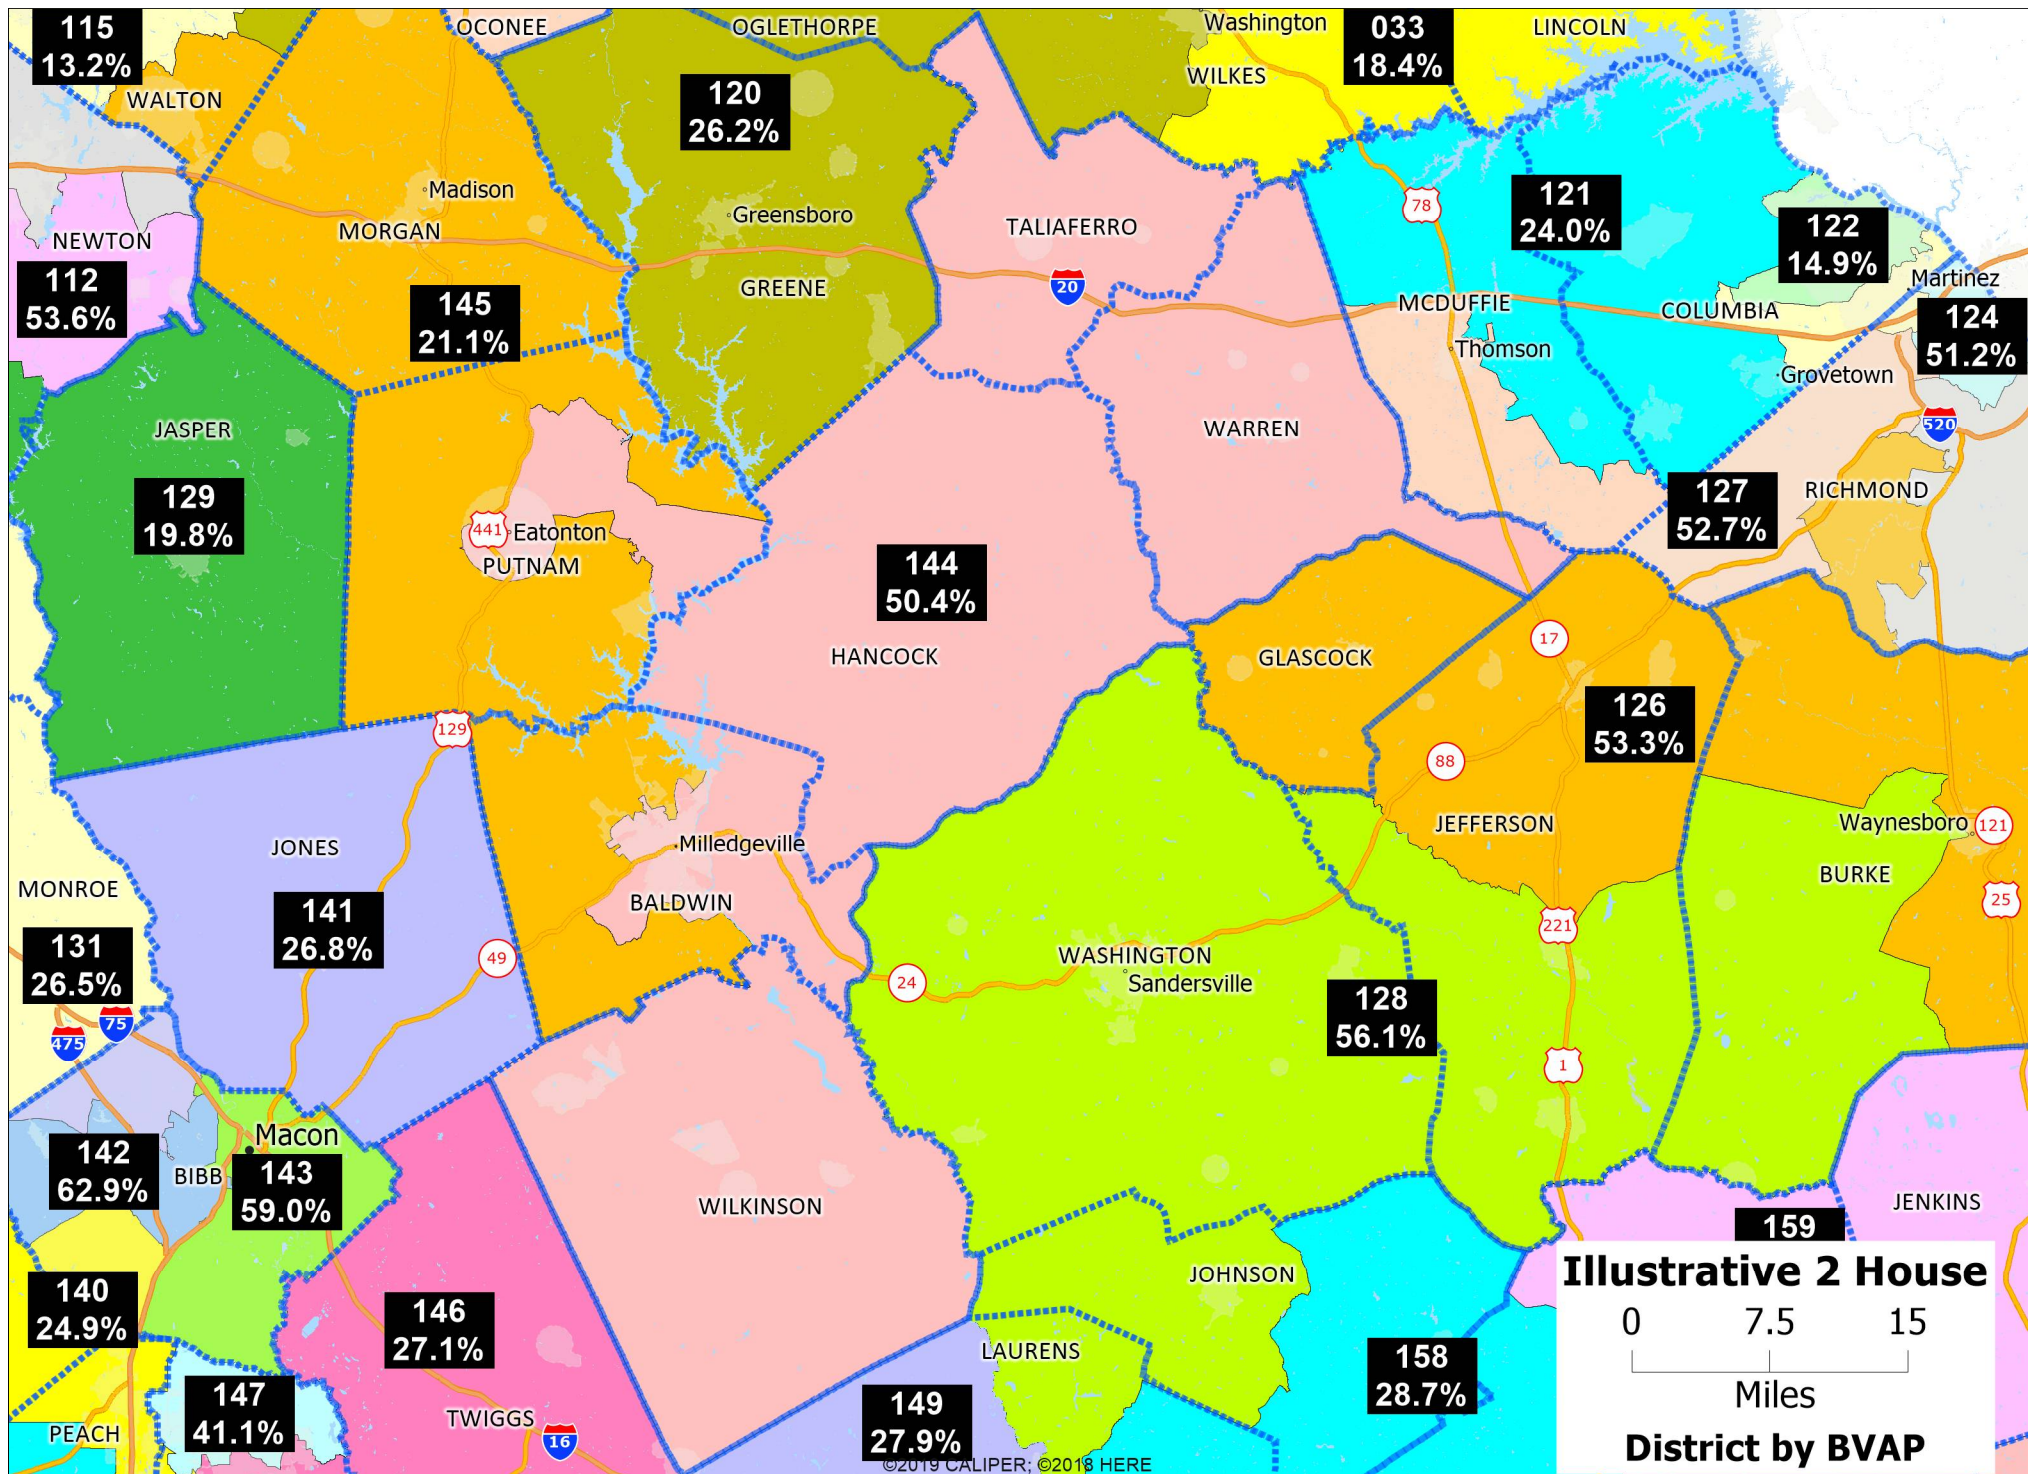 115
13.2%
OCONEE
OGLETHORPE
Washington
033
18.4%
LINCOLN
WALTON
120
26.2%
WILKES
Madison
Greensboro
MORGAN
TALIAFERRO
78
121
24.0%
122
14.9%
NEWTON
112
53.6%
145
21.1%
GREENE
20
MCDUFFIE
COLUMBIA
Martinez
124
51.2%
Thomson
Grovetown
JASPER
WARREN
520
129
19.8%
441
Eatonton
PUTNAM
127
52.7%
RICHMOND
144
50.4%
HANCOCK
GLASCOCK
17
126
53.3%
129
88
JEFFERSON
Waynesboro
121
JONES
Milledgeville
BURKE
MONROE
BALDWIN
141
26.8%
25
221
131
26.5%
49
WASHINGTON
Sandersville
24
128
56.1%
75
475
1
Macon
142
62.9%
BIBB
143
59.0%
WILKINSON
JENKINS
159
JOHNSON
140
24.9%
146
27.1%
LAURENS
158
28.7%
147
41.1%
TWIGGS
16
149
27.9%
PEACH
©2019 CALIPER; ©2018 HERE
Illustrative 2 House
0 7.5 15
Miles
District by BVAP